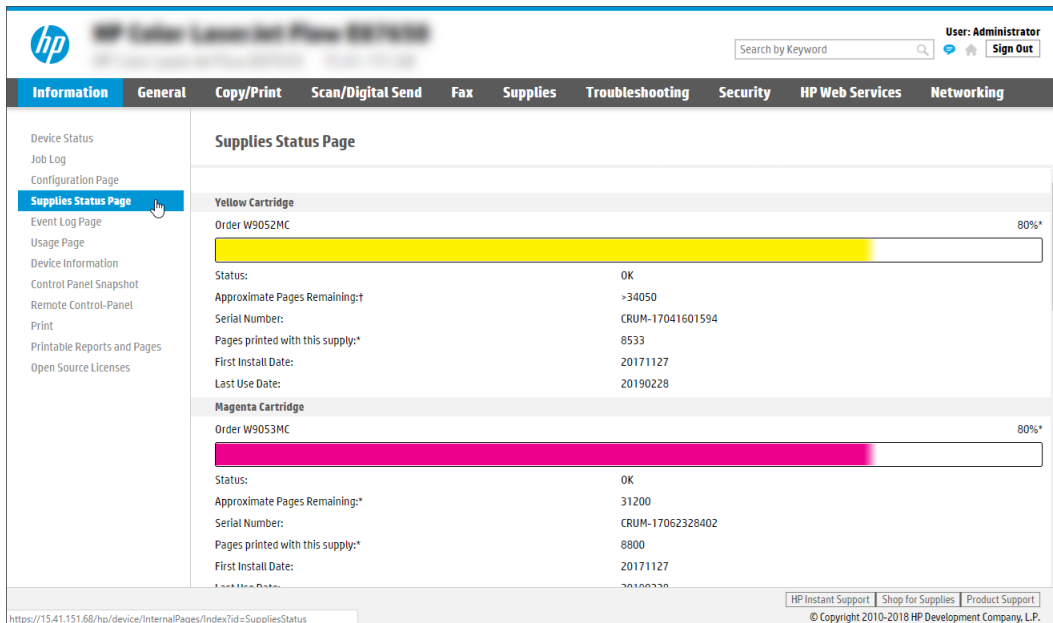 hp
User: Administrator
Search by Keyword
Sign Out
Information General Copy/Print Scan/Digital Send Fax Supplies Troubleshooting Security HP Web Services Networking
Device Status
Job Log
Configuration Page
Supplies Status Page
Event Log Page
Usage Page
Device Information
Control Panel Snapshot
Remote Control-Panel
Print
Printable Reports and Pages
Open Source Licenses
Supplies Status Page
Yellow Cartridge
Order W9052MC 80%*
Status: OK
Approximate Pages Remaining:† >34050
Serial Number: CRUM-17041601594
Pages printed with this supply:* 8533
First Install Date: 20171127
Last Use Date: 20190228
Magenta Cartridge
Order W9053MC 80%*
Status: OK
Approximate Pages Remaining:* 31200
Serial Number: CRUM-17062328402
Pages printed with this supply:* 8800
First Install Date: 20171127
Last Use Date: 20190228
HP Instant Support Shop for Supplies Product Support
https://15.41.151.68/hp/device/InternalPages/Index?id=SuppliesStatus
© Copyright 2010-2018 HP Development Company, L.P.